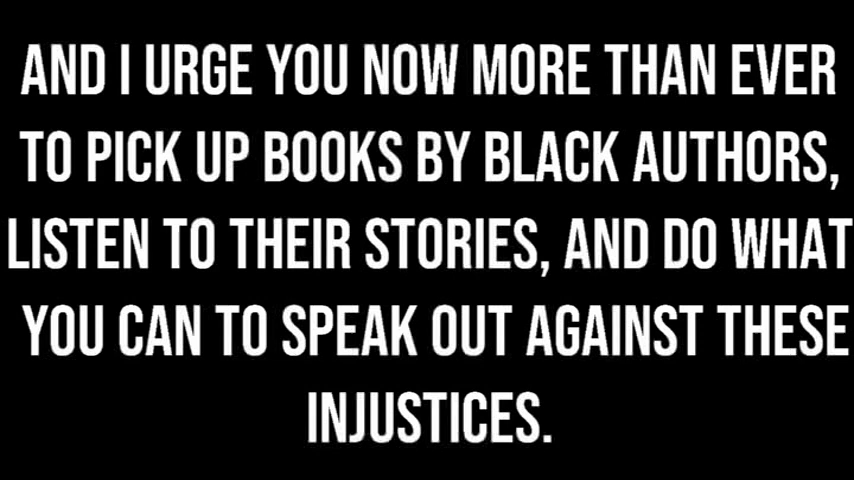 AND I URGE YOU NOW MORE THAN EVER
TO PICK UP BOOKS BY BLACK AUTHORS,
LISTEN TO THEIR STORIES, AND DO WHAT
YOU CAN TO SPEAK OUT AGAINST THESE
INJUSTICES.